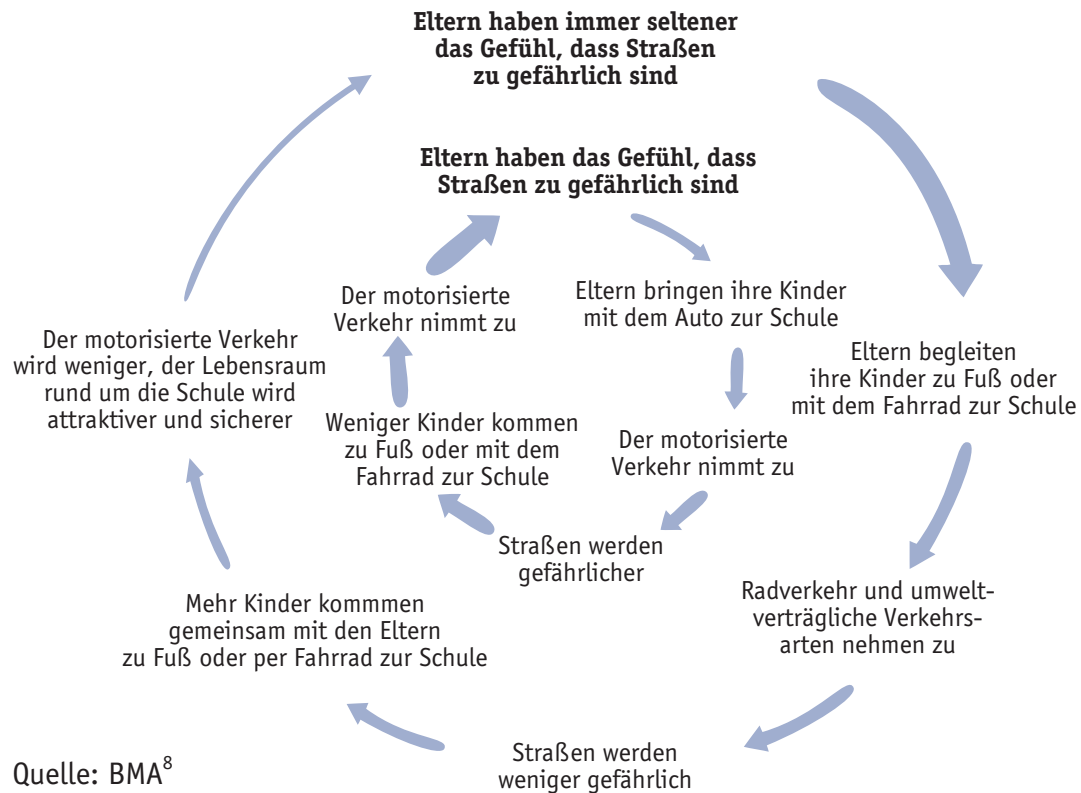 Eltern haben immer seltener
das Gefühl, dass Straßen
zu gefährlich sind
Eltern haben das Gefühl, dass
Straßen zu gefährlich sind
Eltern bringen ihre Kinder
mit dem Auto zur Schule
Der motorisierte
Verkehr nimmt zu
Straßen werden
gefährlicher
Weniger Kinder kommen
zu Fuß oder mit dem
Fahrrad zur Schule
Der motorisierte
Verkehr nimmt zu
Eltern begleiten
ihre Kinder zu Fuß oder
mit dem Fahrrad zur Schule
Radverkehr und umwelt-
verträgliche Verkehrs-
arten nehmen zu
Straßen werden
weniger gefährlich
Mehr Kinder kommmen
gemeinsam mit den Eltern
zu Fuß oder per Fahrrad zur Schule
Der motorisierte Verkehr
wird weniger, der Lebensraum
rund um die Schule wird
attraktiver und sicherer
Quelle: BMA⁸